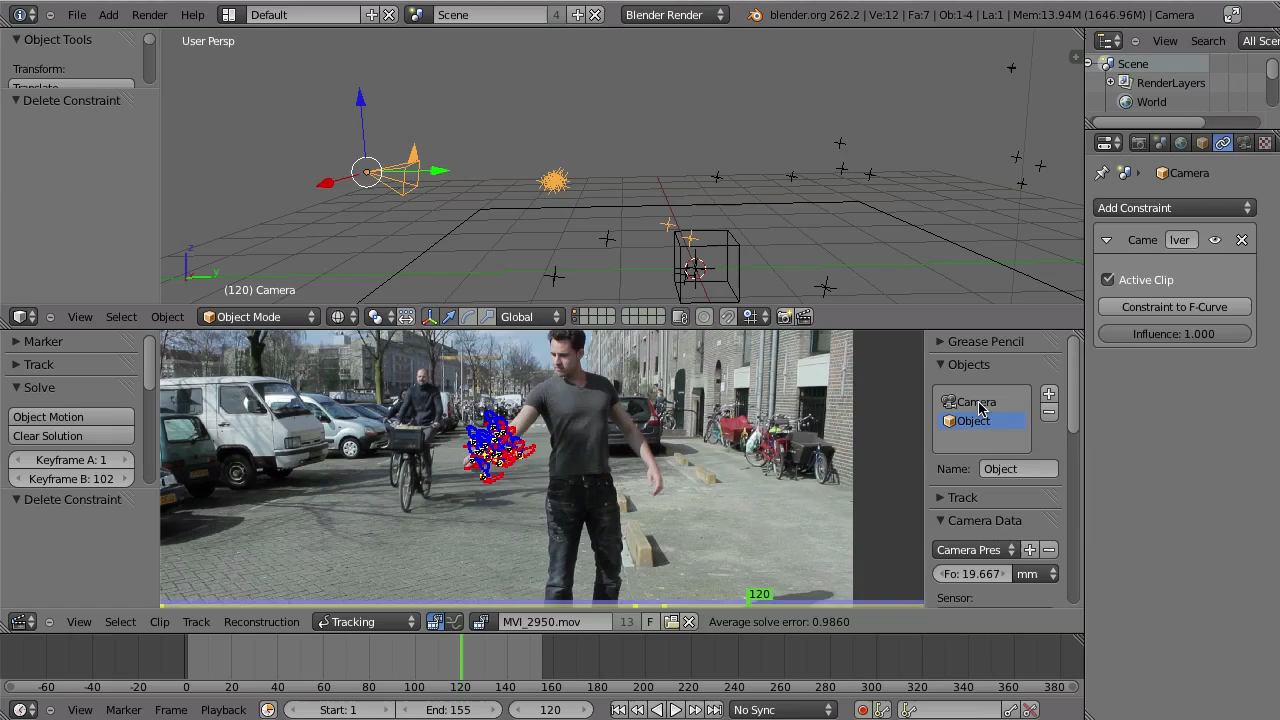 File Add Render Help Default Scene 4 Blender Render blender.org 262.2 | Ve:12 | Fa:7 | Ob:1-4 | La:1 | Mem:13.94M (1646.96M) | Camera
Object Tools
Transform:
Translate
Delete Constraint
User Persp
z
y
(120) Camera
View Search All Scen
Scene
RenderLayers
World
Camera
Add Constraint
Came lver
Active Clip
Constraint to F-Curve
Influence: 1.000
View Select Object Object Mode Global
Marker
Track
Solve
Object Motion
Clear Solution
Keyframe A: 1
Keyframe B: 102
Delete Constraint
120
Grease Pencil
Objects
Camera
Object
Name: Object
Track
Camera Data
Camera Pres
Fo: 19.667 mm
Sensor:
View Select Clip Track Reconstruction Tracking MVI_2950.mov 13 F Average solve error: 0.9860
-60 -40 -20 0 20 40 60 80 100 120 140 160 180 200 220 240 260 280 300 320 340 360 380
View Marker Frame Playback Start: 1 End: 155 120 No Sync